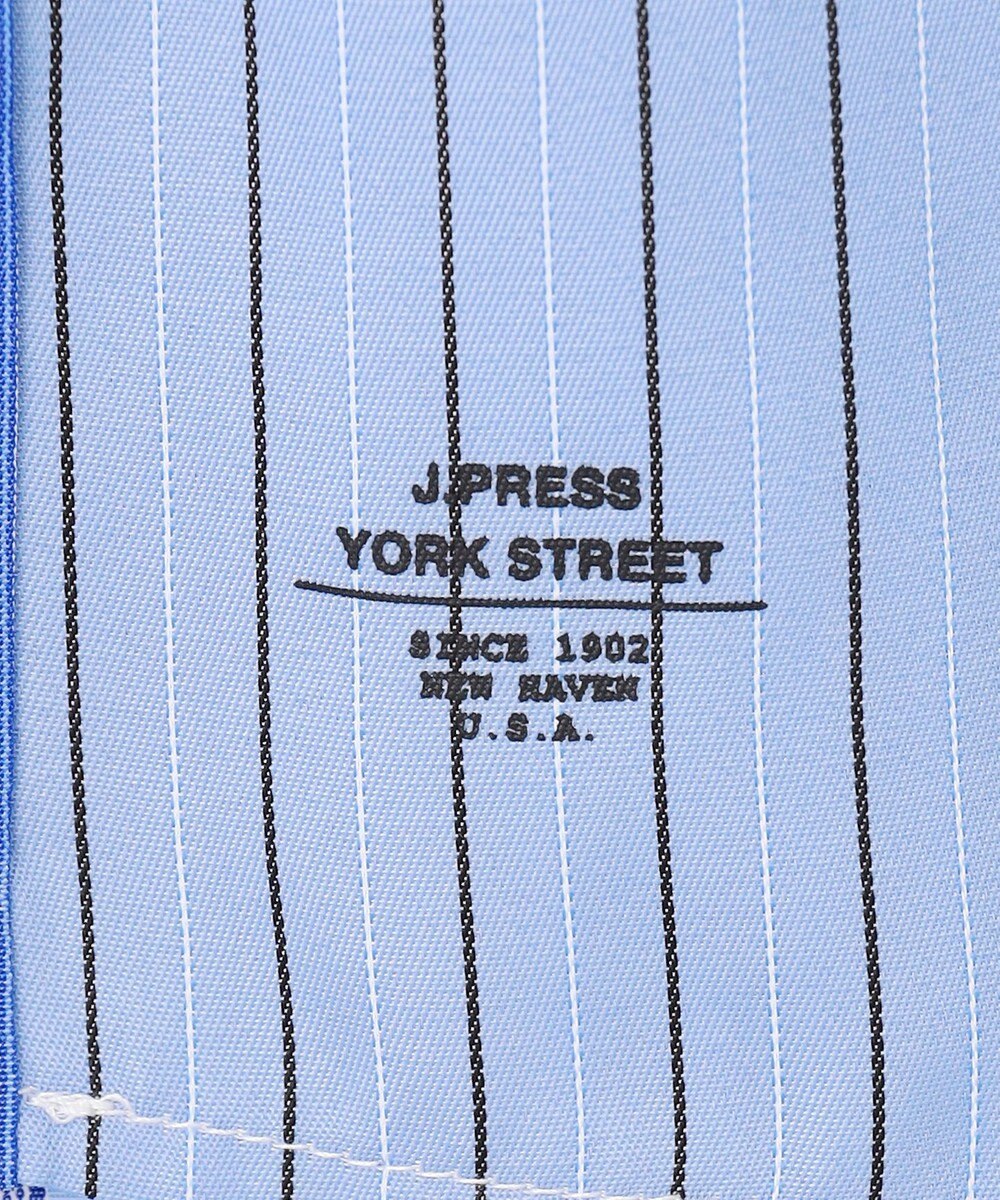 J.PRESS
YORK STREET
SINCE 1902
NEW HAVEN
U.S.A.